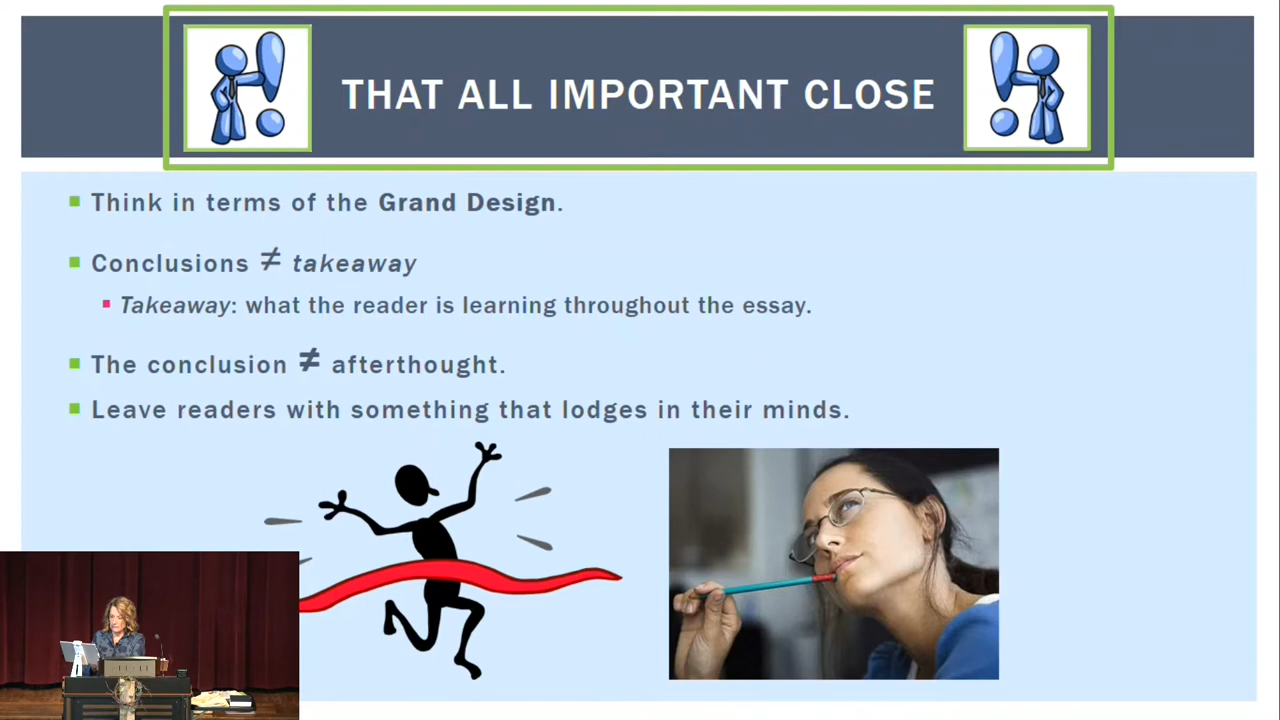 THAT ALL IMPORTANT CLOSE
Think in terms of the Grand Design.
Conclusions ≠ takeaway
Takeaway: what the reader is learning throughout the essay.
The conclusion ≠ afterthought.
Leave readers with something that lodges in their minds.